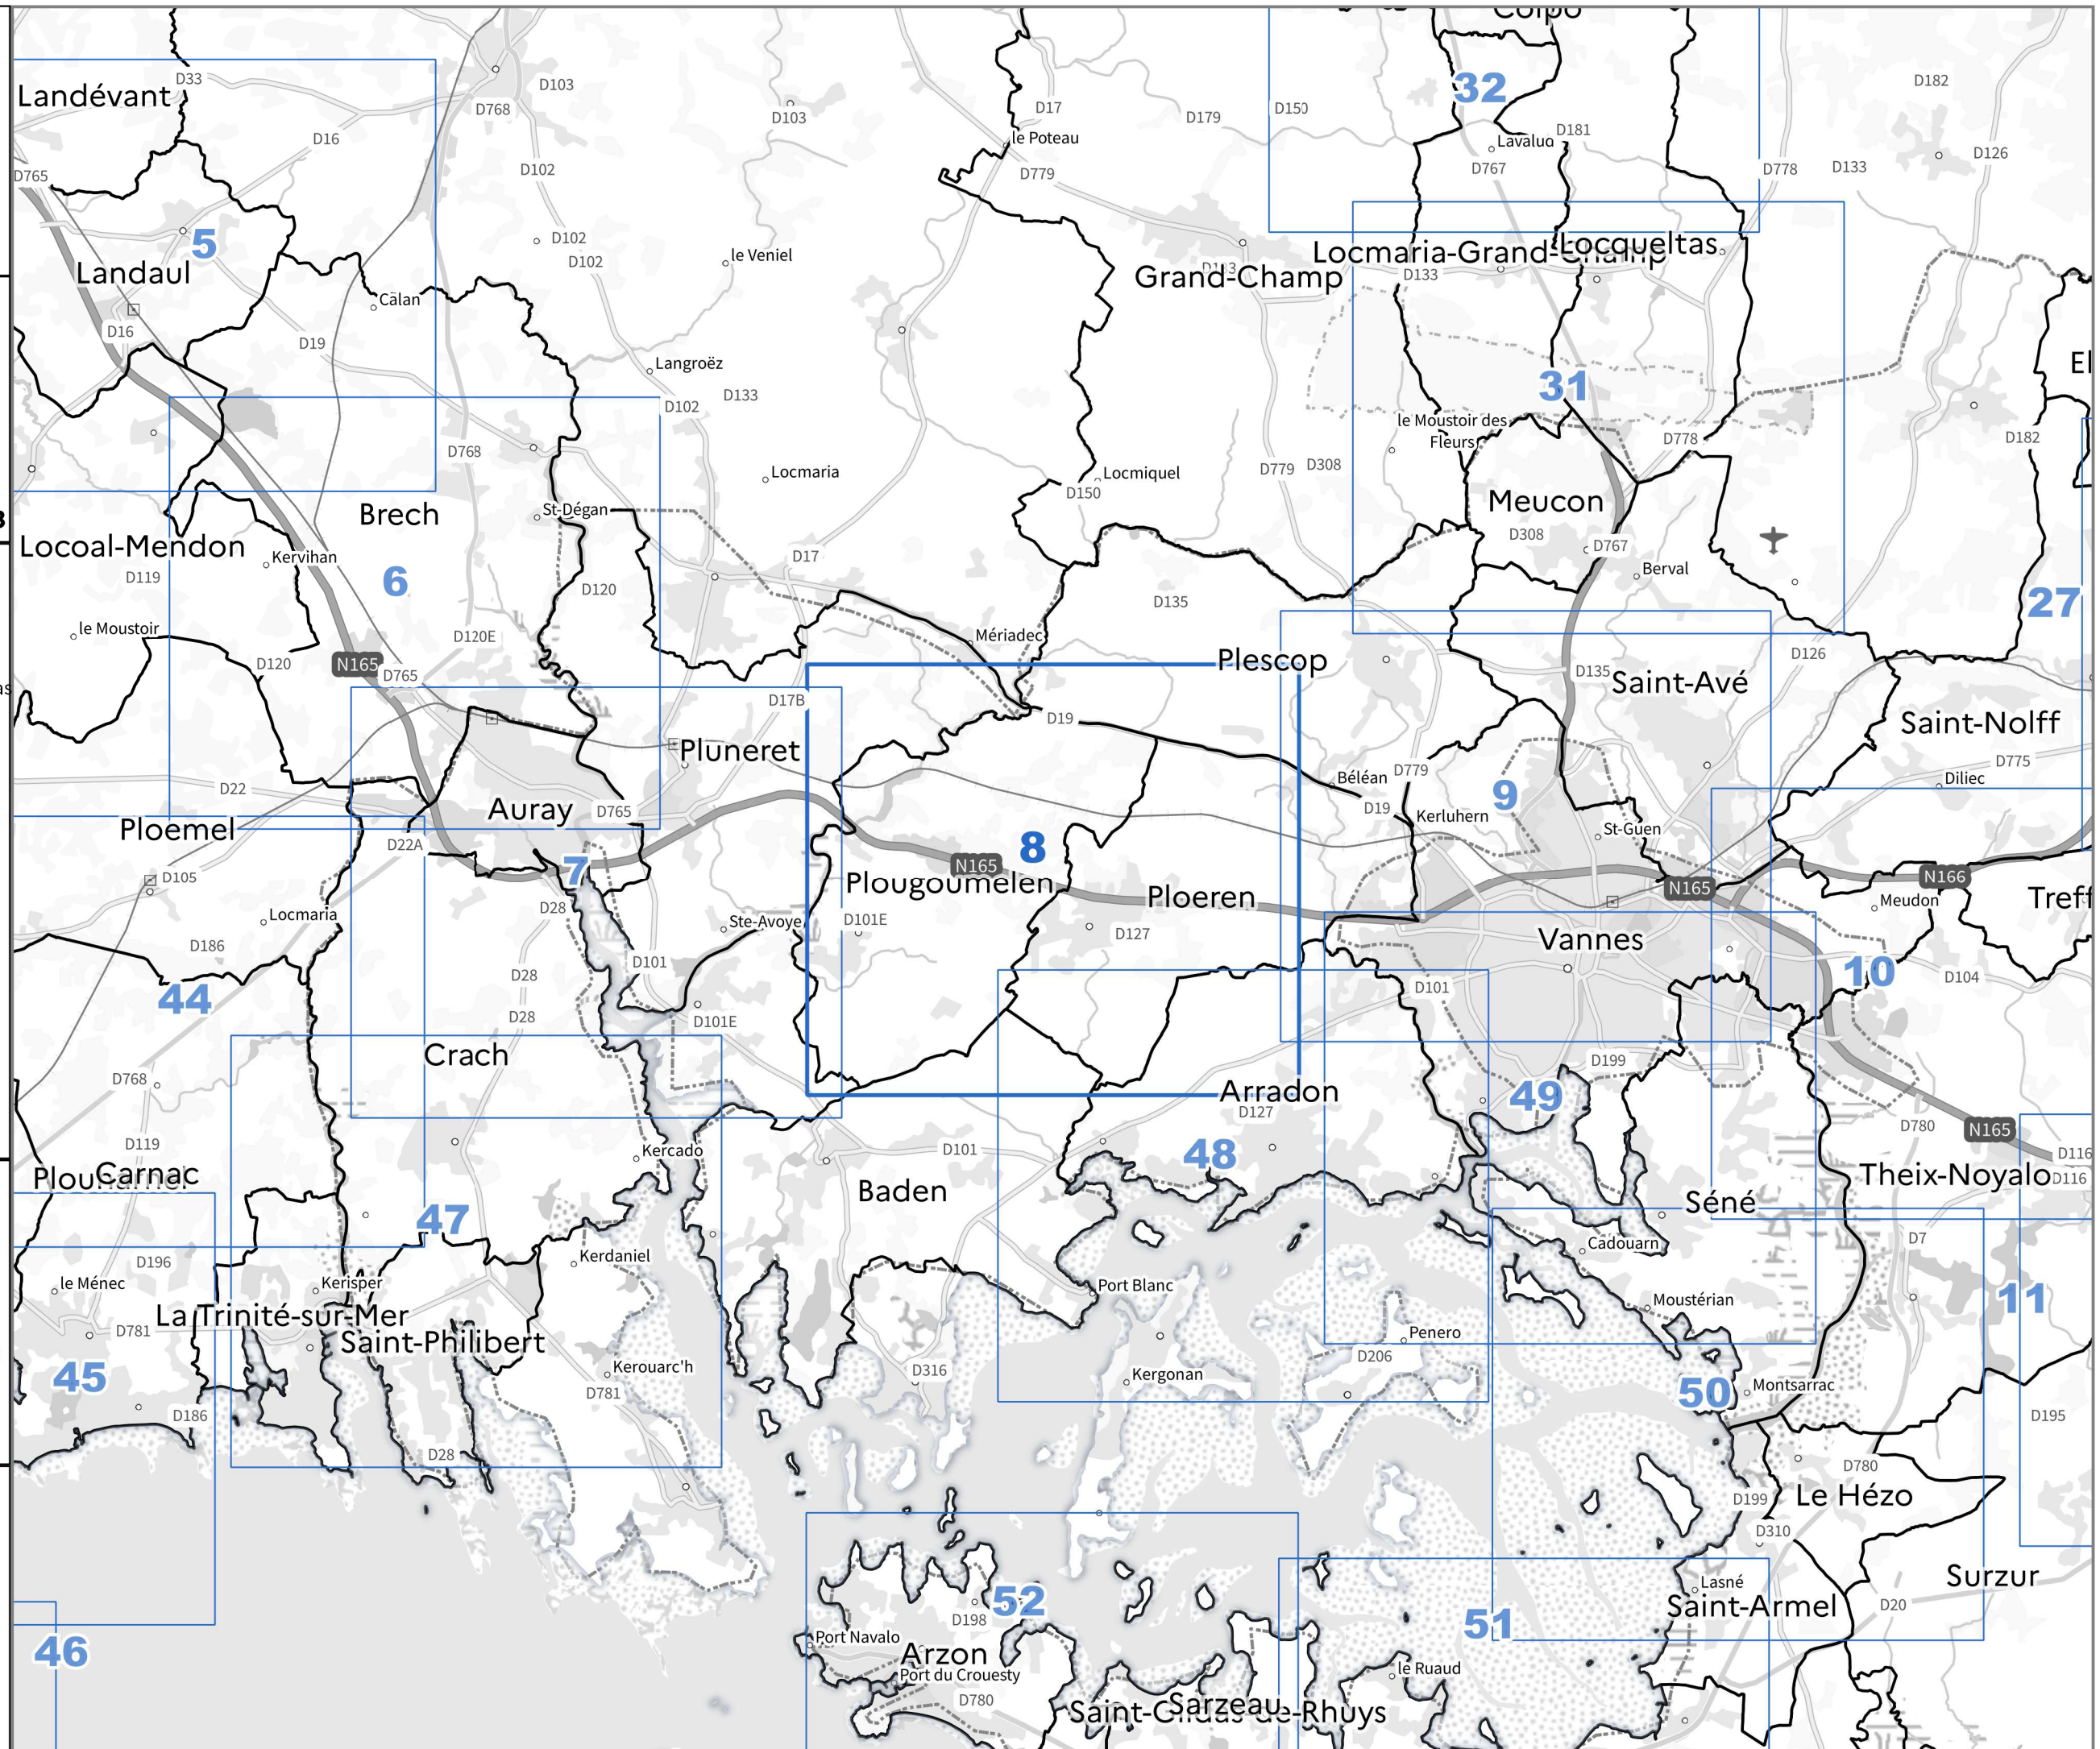 Landévant
D33
D768
D103
D103
D17
le Poteau
D779
D179
D150
32
Lavalua
D181
D767
D182
D126
D778
D133
D16
D765
D102
5
Landaul
D102
D102
le Veniel
Grand-Champ
Locmaria-Grand-Champ
Locqueltas
D133
Câlan
D16
D19
Langroëz
D133
D102
31
le Moustoir des
Fleurs
D778
D182
27
D768
Locmaria
D779
D308
Locmiquel
D150
Meucon
D308
D767
Berval
Brech
St-Dégan
Locoal-Mendon
D119
Kervihan
6
D120
D17
D135
le Moustoir
D120E
D120
N165
D765
Mériadec
Plescop
D135
Saint-Avé
D126
D17B
D19
Pluneret
Saint-Nolff
D775
Diliec
D22
Béléan
D779
D19
Kerluhern
9
St-Guen
Auray
D765
Ploemel
D22A
7
8
N165
Plougoumelen
Ploeren
N165
N166
Meudon
D105
Locmaria
D28
Ste-Avoye
D101E
D127
Vannes
D186
D28
D28
D101
D101E
D101
10
D104
44
Crach
D768
D199
Arradon
D127
49
D780
N165
D119
Kercado
D101
48
D116
D116
Carnac
Baden
Theix-Noyalo
Séné
47
D196
Kerdaniel
Cadouarn
D7
le Ménec
Kerisper
Port Blanc
11
La Trinité-sur-Mer
Saint-Philibert
D781
Moustérian
Penero
D206
45
Kerouarc'h
D781
D316
Kergonan
50
Montsarrac
D186
D28
D195
D780
D199
Le Hézo
D310
Surzur
Lasné
Saint-Armel
D20
52
D198
51
46
Port Navalo
Arzon
Port du Crouesty
le Ruaud
D780
Saint-Gildas-de-Rhuys
Sarzeau